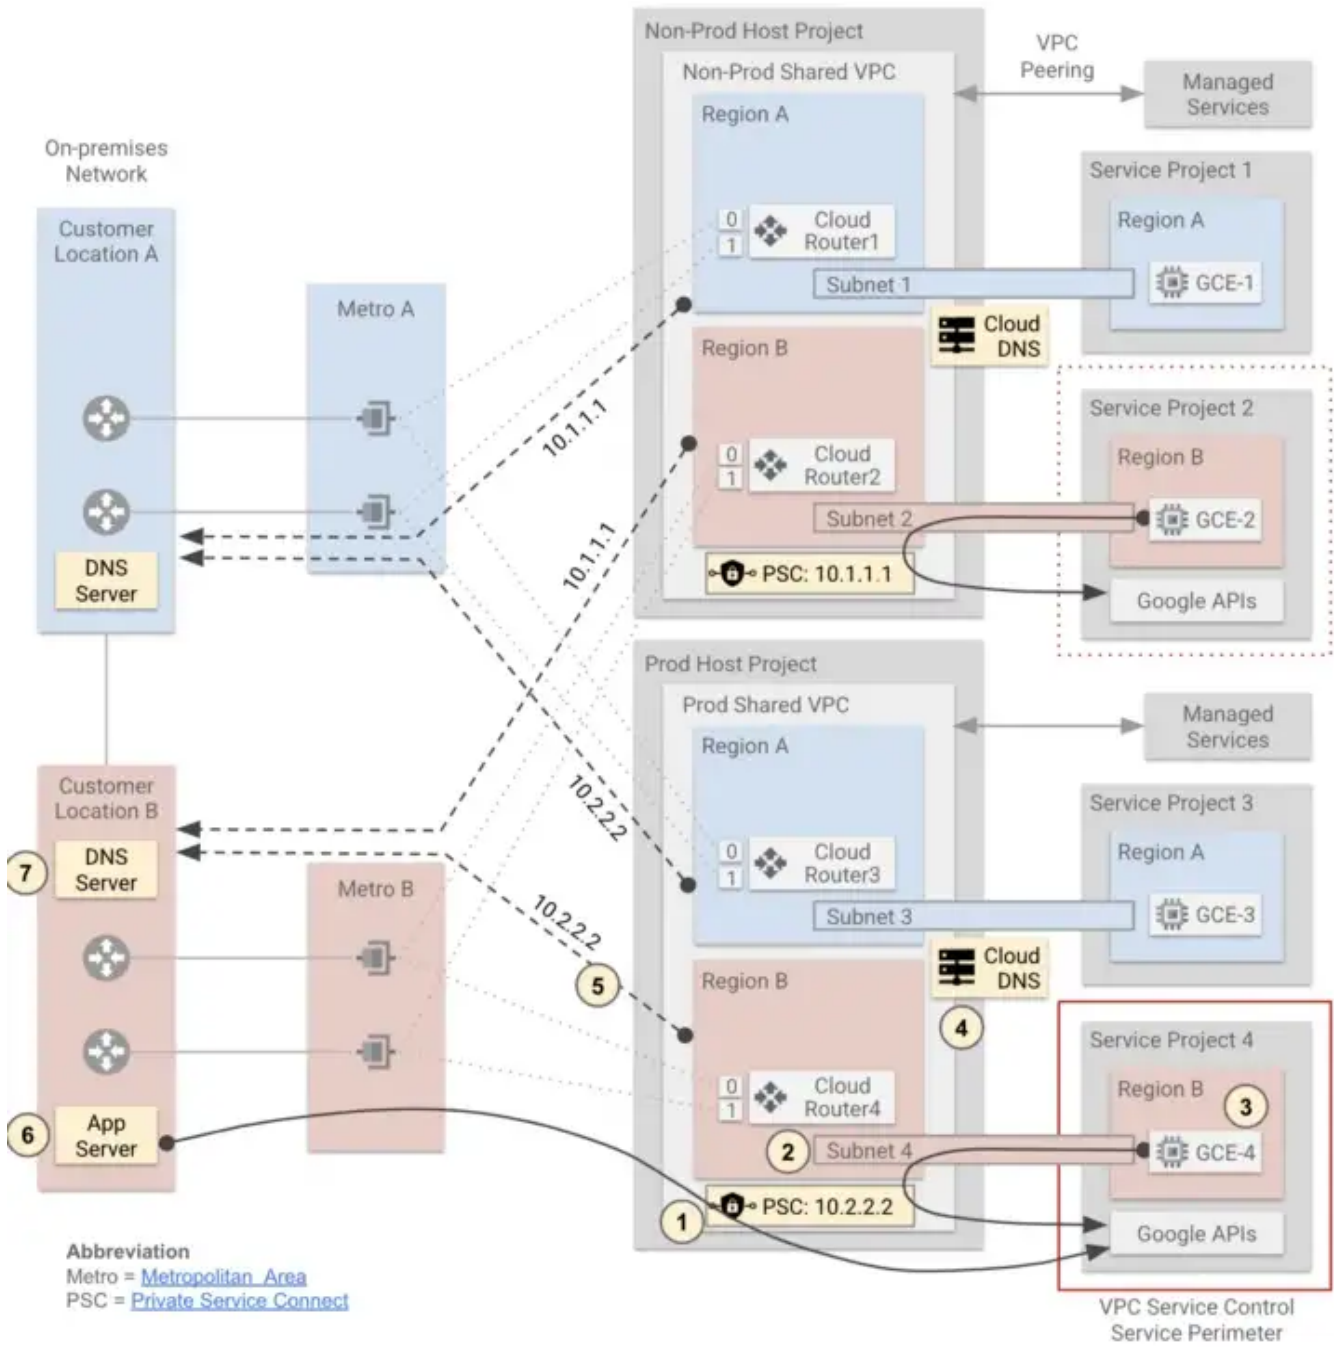 Non-Prod Host Project
Non-Prod Shared VPC
VPC
Peering
Managed
Services
Region A
0
1
Cloud
Router1
Subnet 1
Cloud
DNS
Service Project 1
Region A
GCE-1
Region B
0
1
Cloud
Router2
Subnet 2
PSC: 10.1.1.1
Service Project 2
Region B
GCE-2
Google APIs
On-premises
Network
Customer
Location A
DNS
Server
Metro A
10.1.1.1
10.1.1.1
10.2.2.2
10.2.2.2
5
Customer
Location B
7
DNS
Server
6
App
Server
Metro B
Prod Host Project
Prod Shared VPC
Managed
Services
Region A
0
1
Cloud
Router3
Subnet 3
Cloud
DNS
4
Service Project 3
Region A
GCE-3
Region B
0
1
Cloud
Router4
2
Subnet 4
1
PSC: 10.2.2.2
Service Project 4
Region B
3
GCE-4
Google APIs
VPC Service Control
Service Perimeter
Abbreviation
Metro = Metropolitan Area
PSC = Private Service Connect